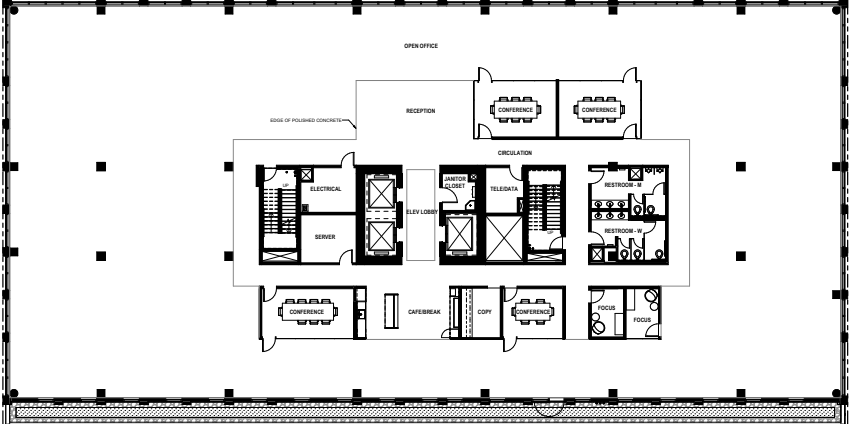 OPEN OFFICE
RECEPTION
CONFERENCE
CONFERENCE
EDGE OF POLISHED CONCRETE
CIRCULATION
UP
ELECTRICAL
JANITOR
CLOSET
TELE/DATA
RESTROOM - M
ELEV LOBBY
SERVER
UP
RESTROOM - W
CONFERENCE
CAFE/BREAK
COPY
CONFERENCE
FOCUS
FOCUS